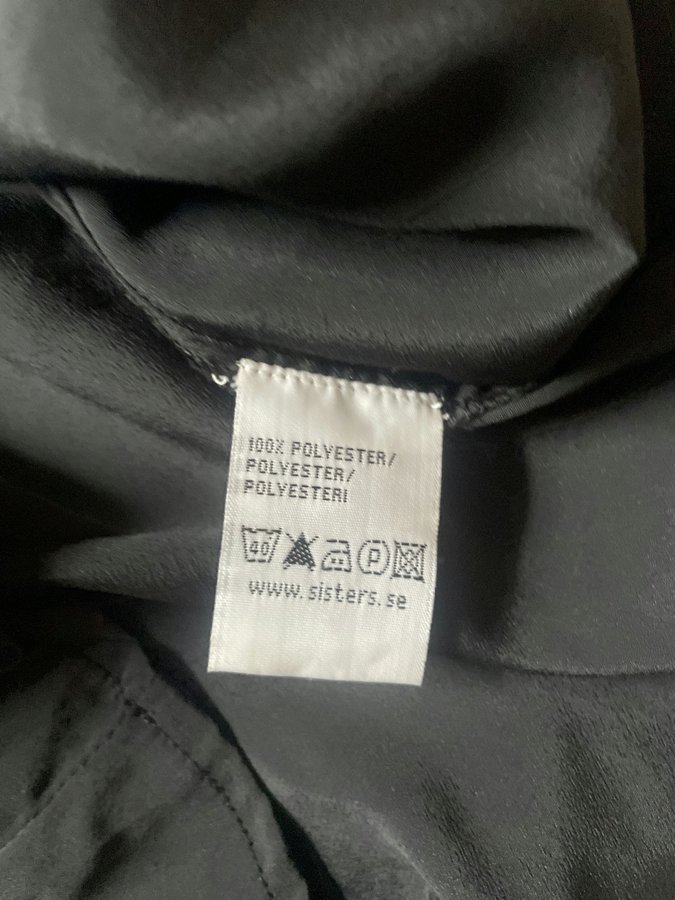 100% POLYESTER/
POLYESTER/
POLYESTERI
40 P
www.sisters.se